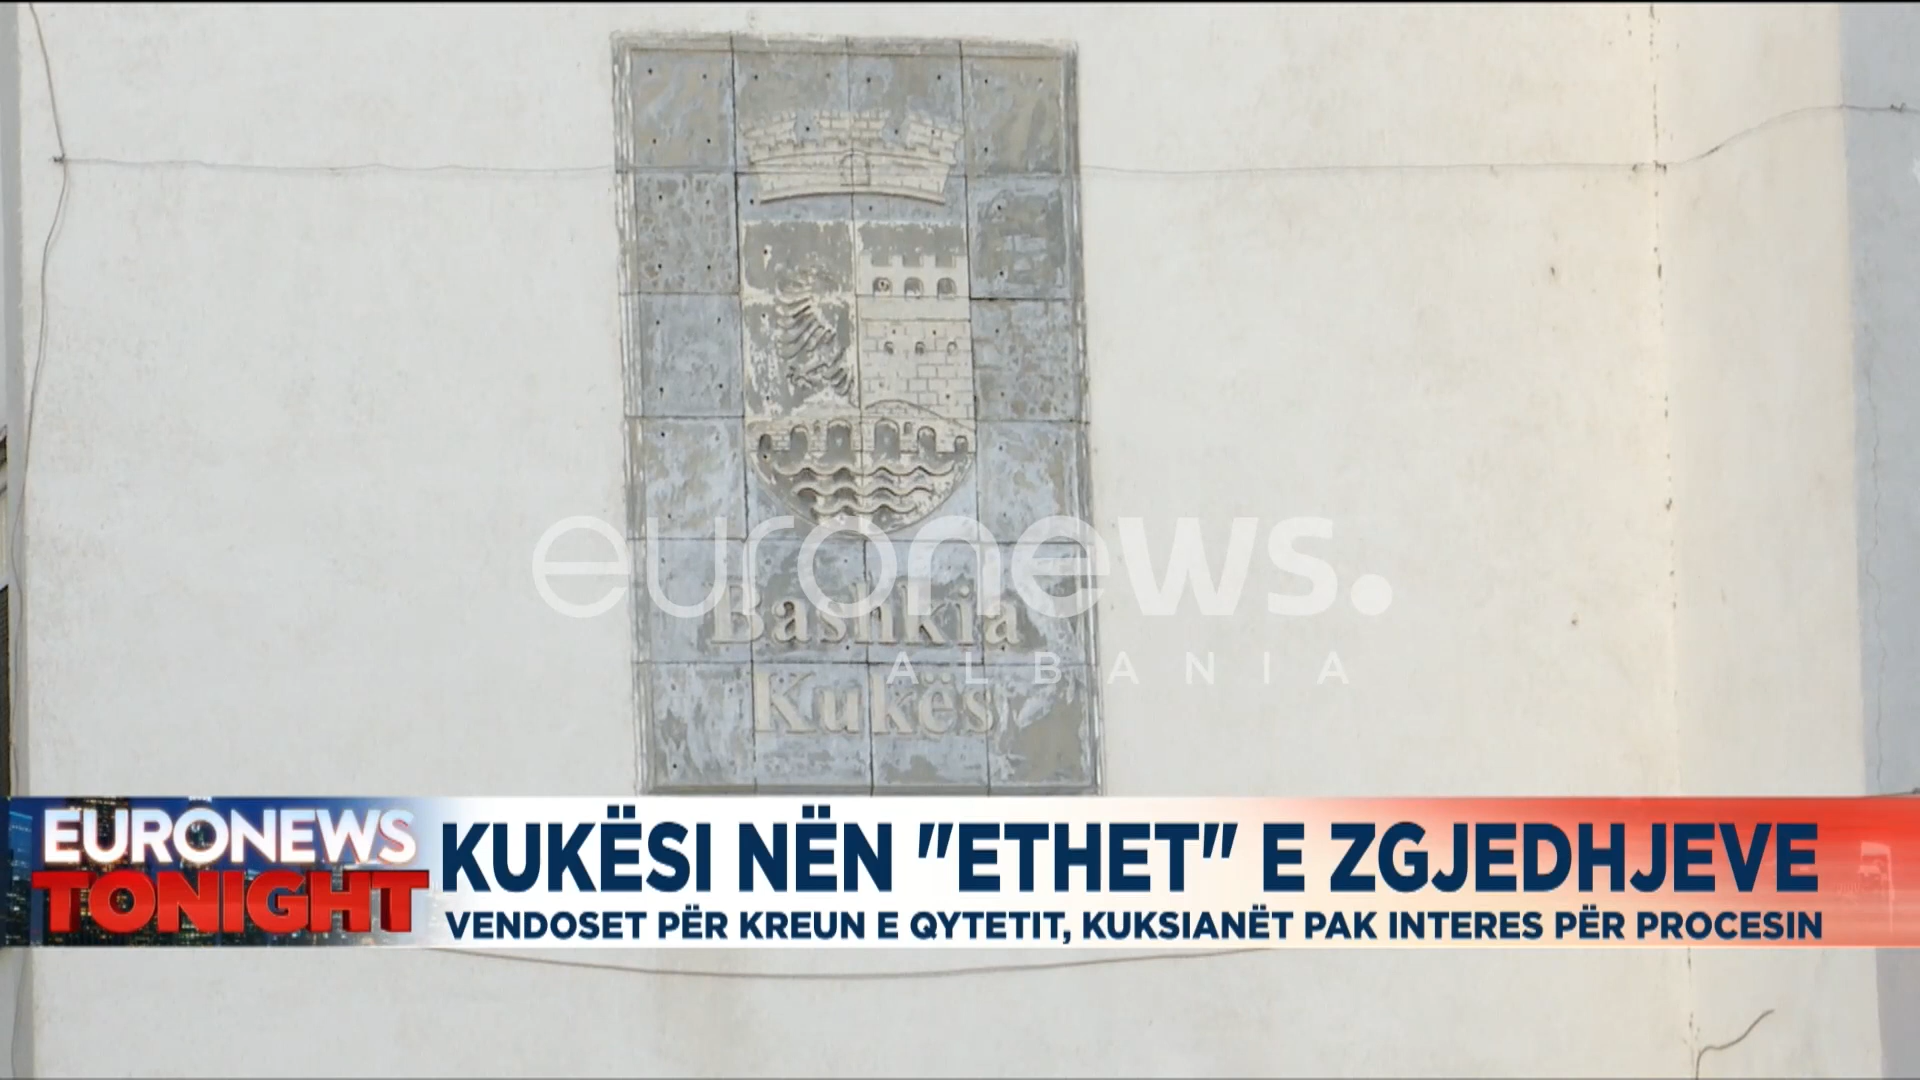 euronews.
Bashkia
ALBANIA
Kukës
EURONEWS
TONIGHT
KUKËSI NËN "ETHET" E ZGJEDHJEVE
VENDOSET PËR KREUN E QYTETIT, KUKSIANËT PAK INTERES PËR PROCESIN